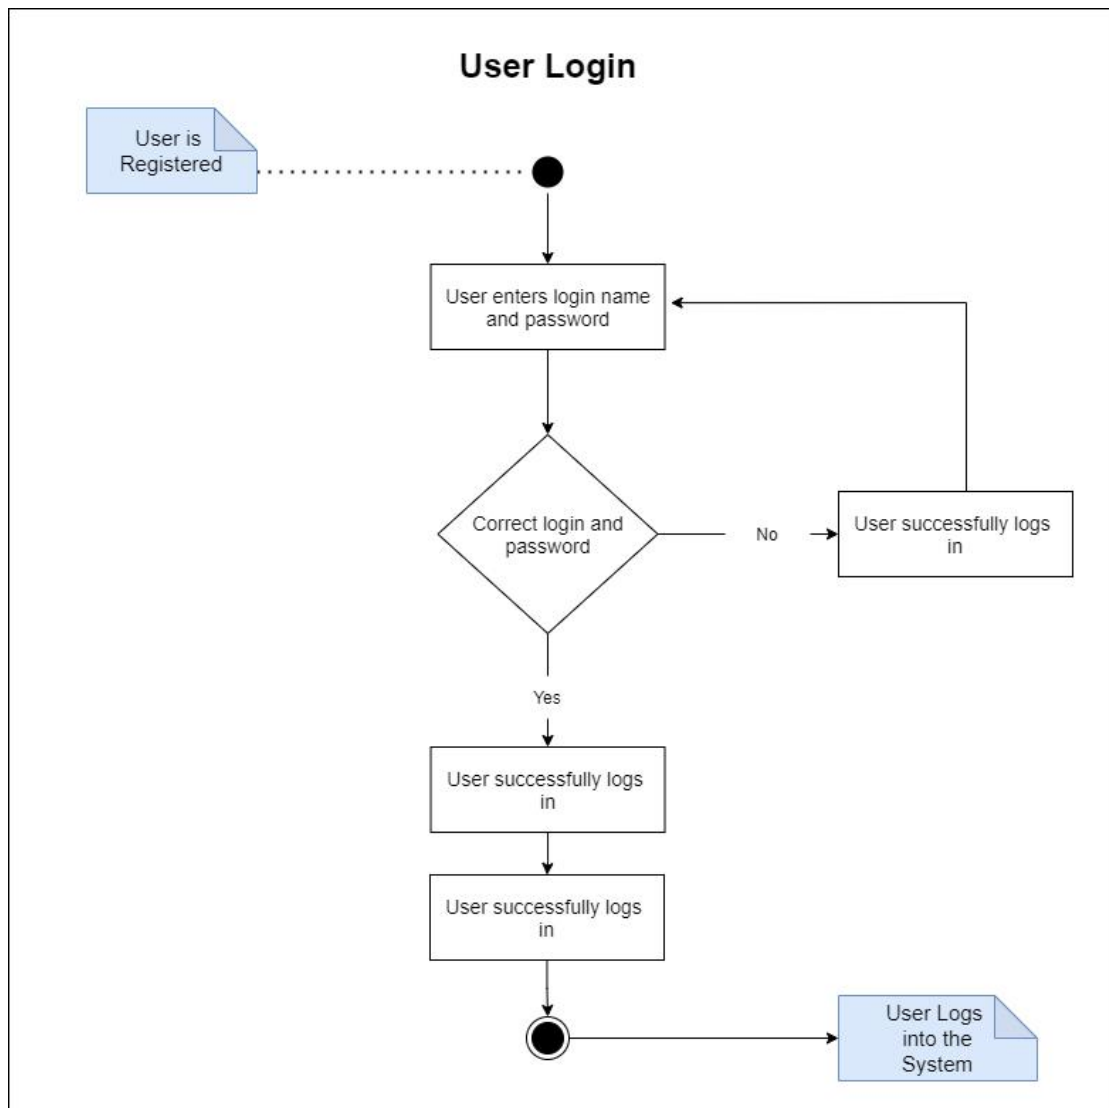 User Login
User is
Registered
User enters login name
and password
Correct login and
password
No
User successfully logs
in
Yes
User successfully logs
in
User successfully logs
in
User Logs
into the
System